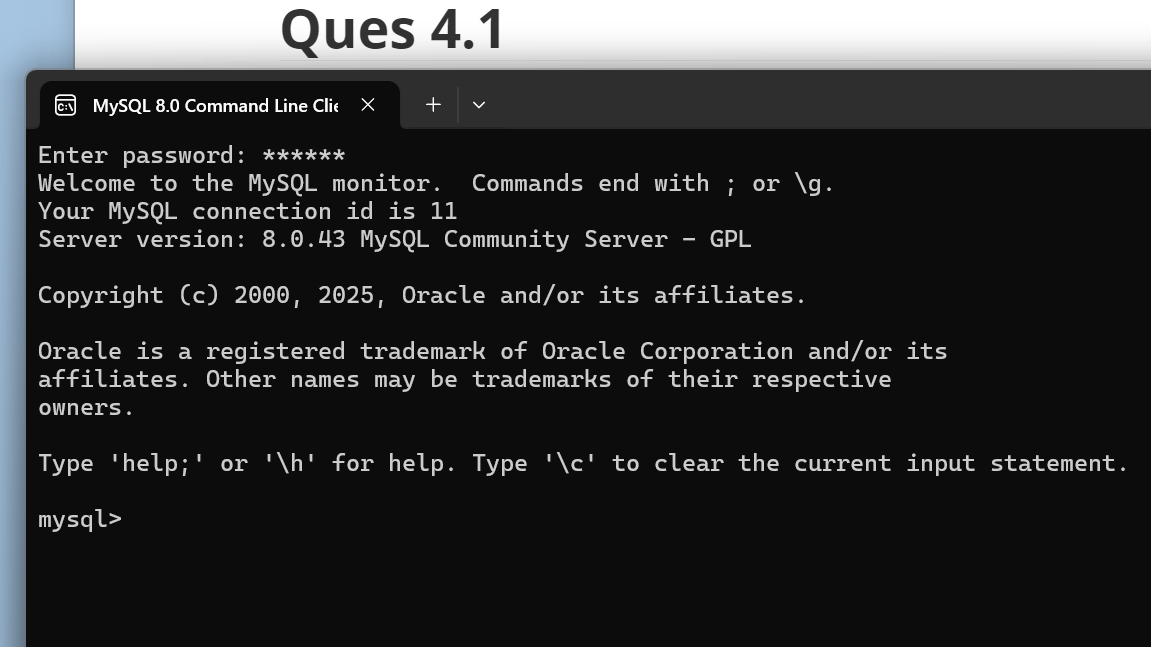 Ques 4.1
MySQL 8.0 Command Line Clie
Enter password: ******
Welcome to the MySQL monitor.  Commands end with ; or \g.
Your MySQL connection id is 11
Server version: 8.0.43 MySQL Community Server - GPL
Copyright (c) 2000, 2025, Oracle and/or its affiliates.
Oracle is a registered trademark of Oracle Corporation and/or its
affiliates. Other names may be trademarks of their respective
owners.
Type 'help;' or '\h' for help. Type '\c' to clear the current input statement.
mysql>